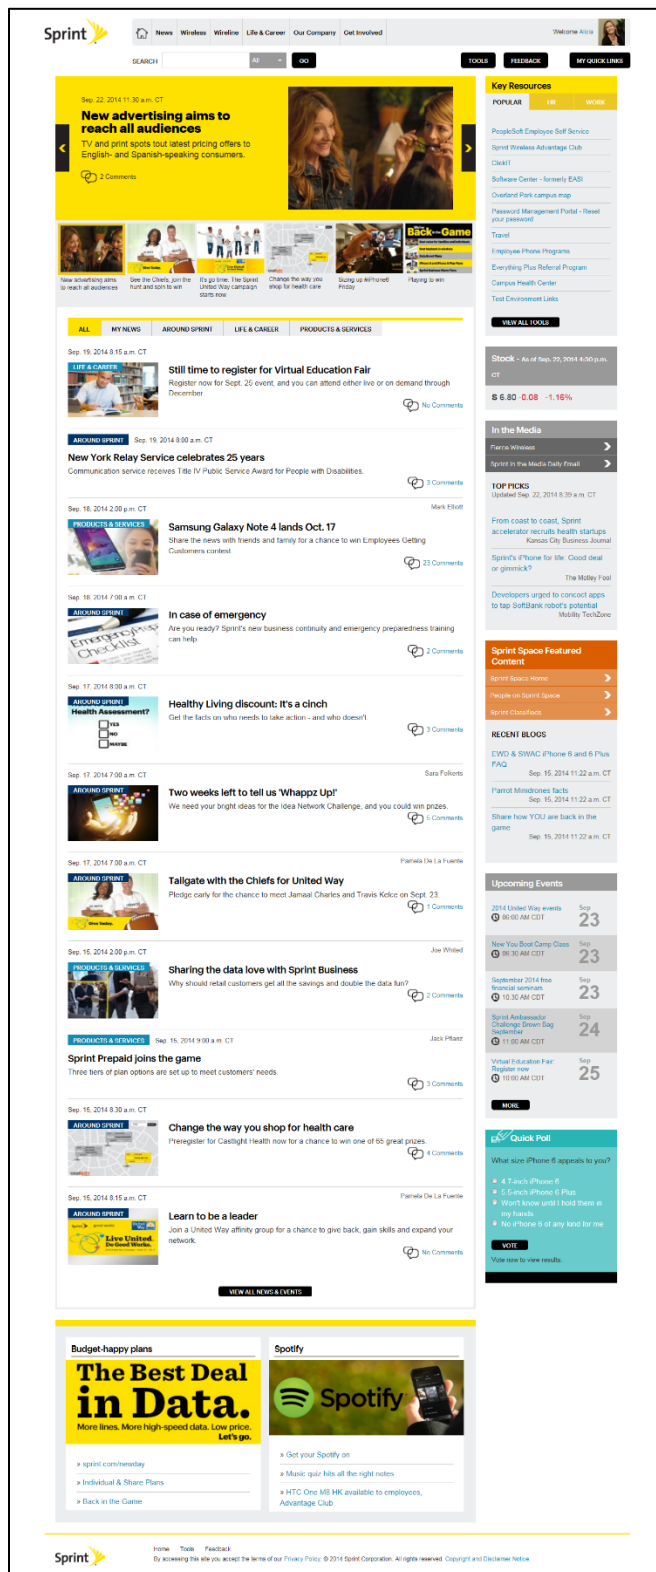 Sprint
News Wireless Wireline Life & Career Our Company Get Involved
Welcome Alicia
SEARCH All GO
TOOLS FEEDBACK MY QUICK LINKS
Sep. 22, 2014 11:30 a.m. CT
New advertising aims to
reach all audiences
TV and print spots tout latest pricing offers to
English- and Spanish-speaking consumers.
2 Comments
New advertising aims
to reach all audiences
See the Chiefs, join the
hunt and spin to win
It's go time, The Sprint
United Way campaign
starts now
Change the way you
shop for health care
Sizing up #iPhone6
Friday
Back in the Game
Playing to win
ALL MY NEWS AROUND SPRINT LIFE & CAREER PRODUCTS & SERVICES
Sep. 19, 2014 8:15 a.m. CT
LIFE & CAREER
Still time to register for Virtual Education Fair
Register now for Sept. 25 event, and you can attend either live or on demand through
December
No Comments
AROUND SPRINT Sep. 19, 2014 8:00 a.m. CT
New York Relay Service celebrates 25 years
Communication service receives Title IV Public Service Award for People with Disabilities.
3 Comments
Sep. 18, 2014 2:00 p.m. CT
Mark Elliott
PRODUCTS & SERVICES
Samsung Galaxy Note 4 lands Oct. 17
Share the news with friends and family for a chance to win Employees Getting
Customers contest
23 Comments
Sep. 18, 2014 7:00 a.m. CT
AROUND SPRINT
Emergency Prep
Checklist
In case of emergency
Are you ready? Sprint's new business continuity and emergency preparedness training
can help
2 Comments
Sep. 17, 2014 8:00 a.m. CT
AROUND SPRINT
Health Assessment?
YES
NO
MAYBE
Healthy Living discount: It's a cinch
Get the facts on who needs to take action - and who doesn't
3 Comments
Sep. 17, 2014 7:00 a.m. CT
Sara Folkerts
AROUND SPRINT
Two weeks left to tell us 'Whappz Up!'
We need your bright ideas for the Idea Network Challenge, and you could win prizes.
5 Comments
Sep. 17, 2014 7:00 a.m. CT
Pamela De La Fuente
AROUND SPRINT
Give Today.
Tailgate with the Chiefs for United Way
Pledge early for the chance to meet Jamaal Charles and Travis Kelce on Sept. 23.
1 Comments
Sep. 15, 2014 2:00 p.m. CT
Joe Whited
PRODUCTS & SERVICES
Sharing the data love with Sprint Business
Why should retail customers get all the savings and double the data fun?
2 Comments
PRODUCTS & SERVICES Sep. 15, 2014 9:00 a.m. CT
Jack Pflanz
Sprint Prepaid joins the game
Three tiers of plan options are set up to meet customers' needs.
3 Comments
Sep. 15, 2014 8:30 a.m. CT
AROUND SPRINT
Change the way you shop for health care
Preregister for Castlight Health now for a chance to win one of 65 great prizes.
4 Comments
Sep. 15, 2014 8:15 a.m. CT
Pamela De La Fuente
AROUND SPRINT
Live United.
Do Good Works.
Learn to be a leader
Join a United Way affinity group for a chance to give back, gain skills and expand your
network.
No Comments
VIEW ALL NEWS & EVENTS
Key Resources
POPULAR HR WORK
PeopleSoft Employee Self Service
Sprint Wireless Advantage Club
ClickIT
Software Center - formerly EASI
Overland Park campus map
Password Management Portal - Reset
your password
Travel
Employee Phone Programs
Everything Plus Referral Program
Campus Health Center
Test Environment Links
VIEW ALL TOOLS
Stock - As of Sep. 22, 2014 4:30 p.m.
CT
S 6.80 -0.08 -1.16%
In the Media
Fierce Wireless
Sprint in the Media Daily Email
TOP PICKS
Updated Sep. 22, 2014 8:39 a.m. CT
From coast to coast, Sprint
accelerator recruits health startups
Kansas City Business Journal
Sprint's iPhone for life: Good deal
or gimmick?
The Motley Fool
Developers urged to concoct apps
to tap SoftBank robot's potential
Mobility TechZone
Sprint Space Featured
Content
Sprint Space Home
People on Sprint Space
Sprint Classifieds
RECENT BLOGS
EWD & SWAC iPhone 6 and 6 Plus
FAQ
Sep. 15, 2014 11:22 a.m. CT
Parrot Minidrones facts
Sep. 15, 2014 11:22 a.m. CT
Share how YOU are back in the
game
Sep. 15, 2014 11:22 a.m. CT
Upcoming Events
2014 United Way events
06:00 AM CDT
Sep
23
New You Boot Camp Class
06:30 AM CDT
Sep
23
September 2014 free
financial seminars
10:30 AM CDT
Sep
23
Sprint Ambassador
Challenge Brown Bag
September
11:00 AM CDT
Sep
24
Virtual Education Fair:
Register now
10:00 AM CDT
Sep
25
MORE
Quick Poll
What size iPhone 6 appeals to you?
4.7-inch iPhone 6
5.5-inch iPhone 6 Plus
Won't know until I hold them in
my hands
No iPhone 6 of any kind for me
VOTE
Vote now to view results.
Budget-happy plans
The Best Deal
in Data.
More lines. More high-speed data. Low price.
Let's go.
» sprint.com/newday
» Individual & Share Plans
» Back in the Game
Spotify
Spotify
» Get your Spotify on
» Music quiz hits all the right notes
» HTC One M8 HK available to employees,
Advantage Club
Sprint
Home Tools Feedback
By accessing this site you accept the terms of our Privacy Policy. © 2014 Sprint Corporation. All rights reserved. Copyright and Disclaimer Notice.